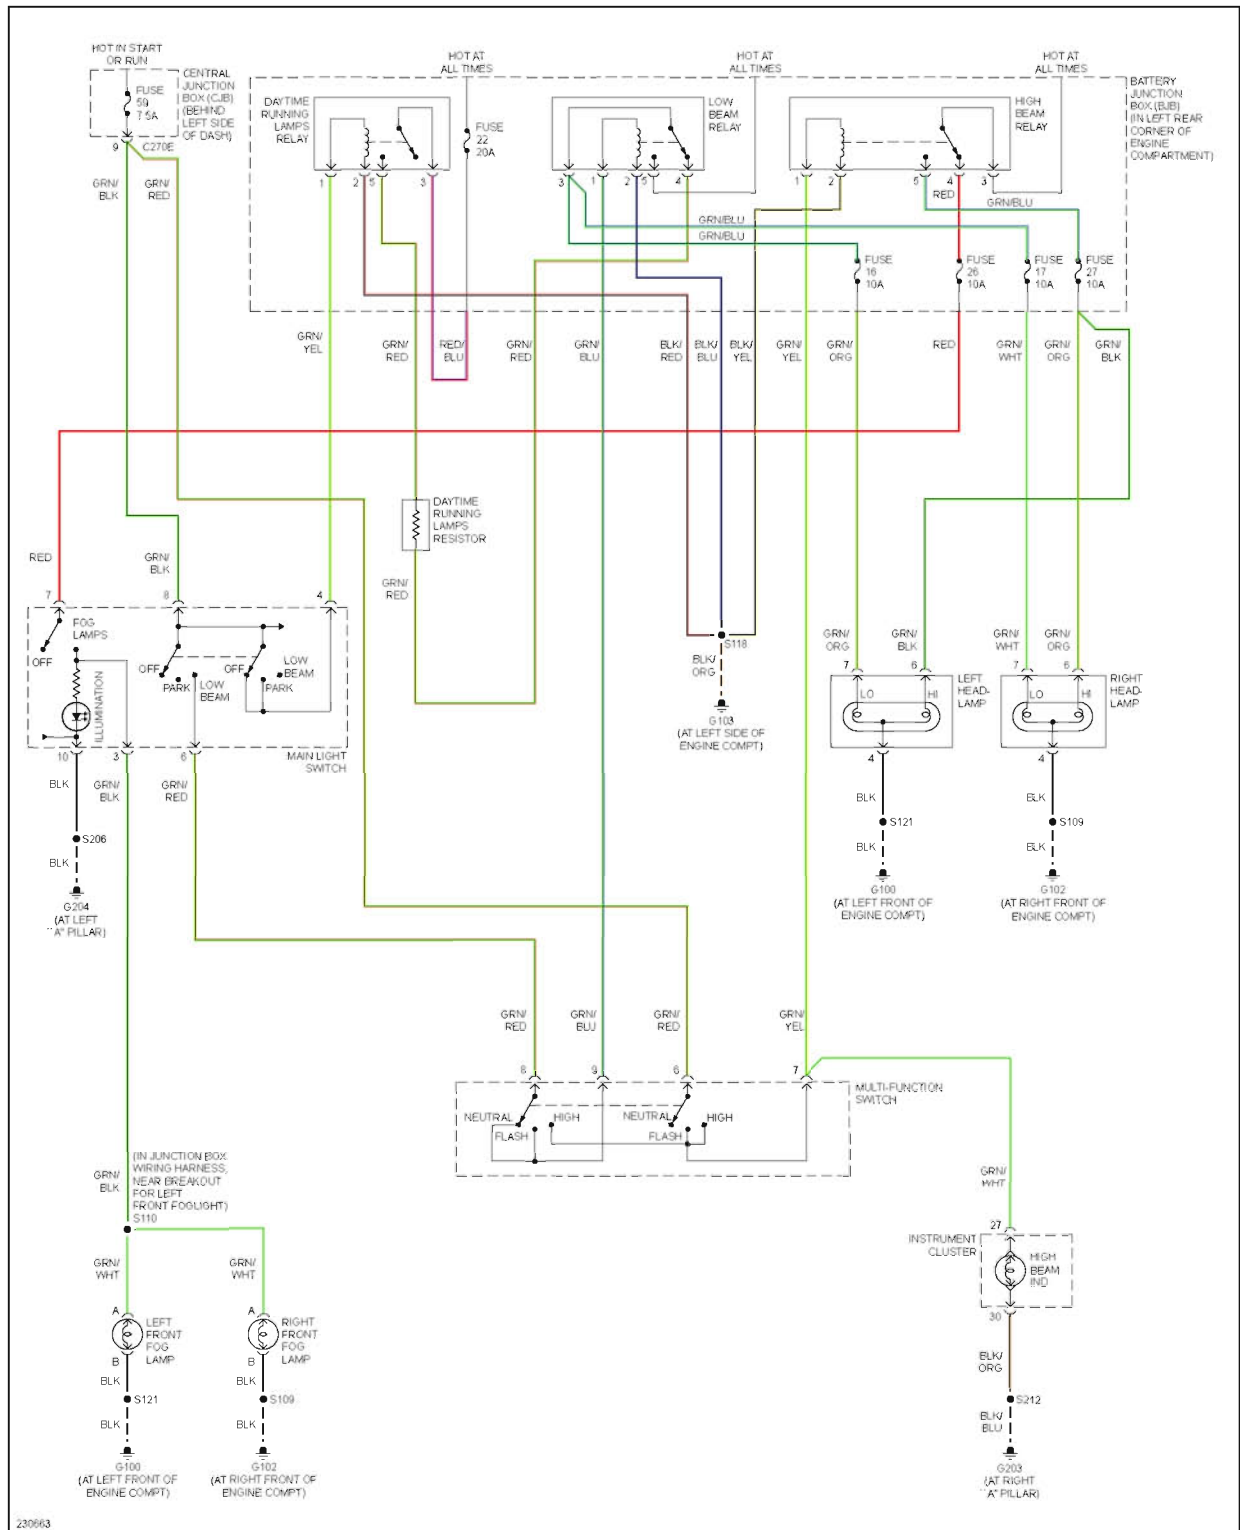 HOT IN START
OR RUN
FUSE
59
7.5A
CENTRAL
JUNCTION
BOX (CJB)
(BEHIND
LEFT SIDE
OF DASH)
9
C270E
GRN/
BLK
GRN/
RED
HOT AT
ALL TIMES
HOT AT
ALL TIMES
HOT AT
ALL TIMES
DAYTIME
RUNNING
LAMPS
RELAY
FUSE
22
20A
LOW
BEAM
RELAY
HIGH
BEAM
RELAY
BATTERY
JUNCTION
BOX (BJB)
(IN LEFT REAR
CORNER OF
ENGINE
COMPARTMENT)
1
2
5
3
3
1
2
5
4
1
2
5
4
3
RED
GRN/BLU
GRN/BLU
GRN/BLU
FUSE
16
10A
FUSE
26
10A
FUSE
17
10A
FUSE
27
10A
GRN/
YEL
GRN/
RED
RED/
BLU
GRN/
RED
GRN/
BLU
BLK/
RED
BLK/
BLU
BLK/
YEL
GRN/
YEL
GRN/
ORG
RED
GRN/
WHT
GRN/
ORG
GRN/
BLK
DAYTIME
RUNNING
LAMPS
RESISTOR
RED
GRN/
BLK
GRN/
RED
7
8
4
FOG
LAMPS
OFF
ILLUMINATION
OFF
PARK
LOW
BEAM
OFF
PARK
LOW
BEAM
10
3
6
MAIN LIGHT
SWITCH
S118
BLK/
ORG
G103
(AT LEFT SIDE OF
ENGINE COMPT)
GRN/
ORG
GRN/
BLK
GRN/
WHT
GRN/
ORG
7
6
7
6
LO
HI
LEFT
HEAD-
LAMP
LO
HI
RIGHT
HEAD-
LAMP
4
4
BLK
BLK
S121
S109
BLK
BLK
G100
(AT LEFT FRONT OF
ENGINE COMPT)
G102
(AT RIGHT FRONT OF
ENGINE COMPT)
BLK
GRN/
BLK
GRN/
RED
S206
BLK
G204
(AT LEFT
"A" PILLAR)
GRN/
RED
GRN/
BLU
GRN/
RED
GRN/
YEL
8
9
6
7
MULTI-FUNCTION
SWITCH
NEUTRAL
FLASH
HIGH
NEUTRAL
FLASH
HIGH
GRN/
BLK
(IN JUNCTION BOX
WIRING HARNESS,
NEAR BREAKOUT
FOR LEFT
FRONT FOGLIGHT)
S110
GRN/
WHT
GRN/
WHT
GRN/
WHT
27
INSTRUMENT
CLUSTER
HIGH
BEAM
IND
30
A
LEFT
FRONT
FOG
LAMP
B
A
RIGHT
FRONT
FOG
LAMP
B
BLK
BLK
BLK/
ORG
S121
S109
S212
BLK
BLK
BLK/
BLU
G100
(AT LEFT FRONT OF
ENGINE COMPT)
G102
(AT RIGHT FRONT OF
ENGINE COMPT)
G203
(AT RIGHT
"A" PILLAR)
230663